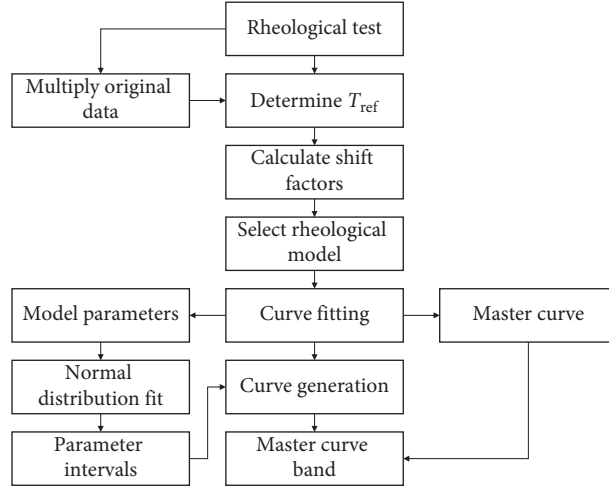 Rheological test
Multiply original
data
Determine T_ref
Calculate shift
factors
Select rheological
model
Model parameters
Curve fitting
Master curve
Normal
distribution fit
Curve generation
Parameter
intervals
Master curve
band